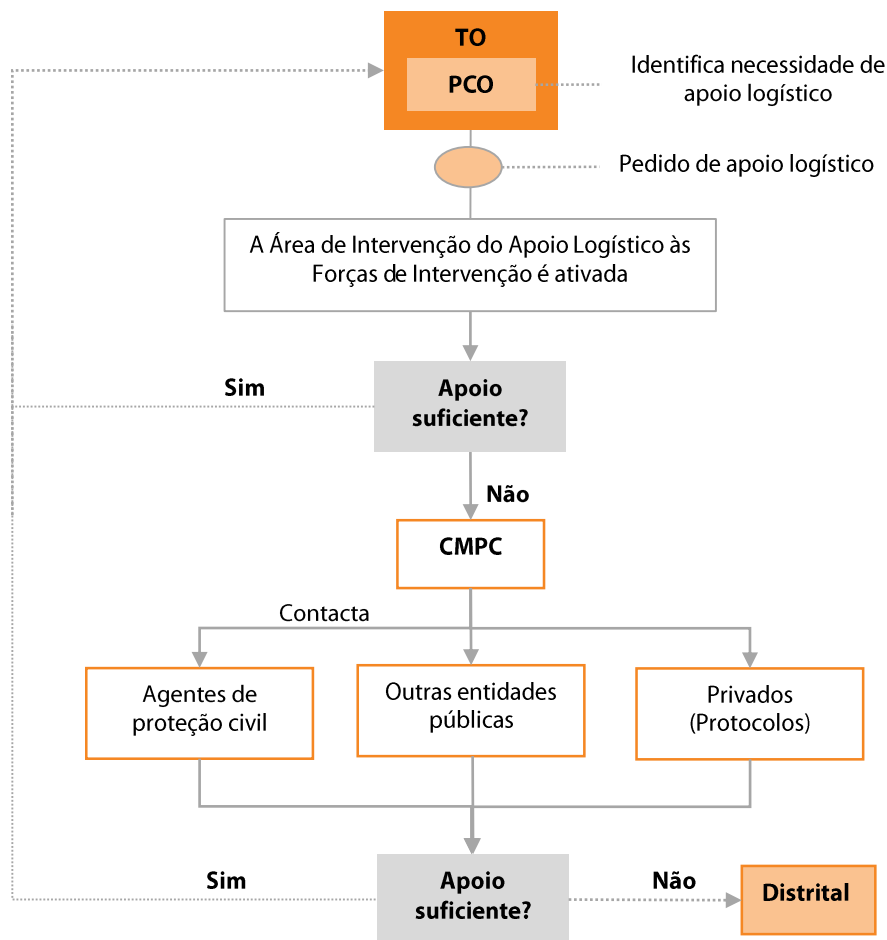 TO
PCO
Identifica necessidade de
apoio logístico
Pedido de apoio logístico
A Área de Intervenção do Apoio Logístico às
Forças de Intervenção é ativada
Sim
Apoio
suficiente?
Não
CMPC
Contacta
Agentes de
proteção civil
Outras entidades
públicas
Privados
(Protocolos)
Sim
Apoio
suficiente?
Não
Distrital